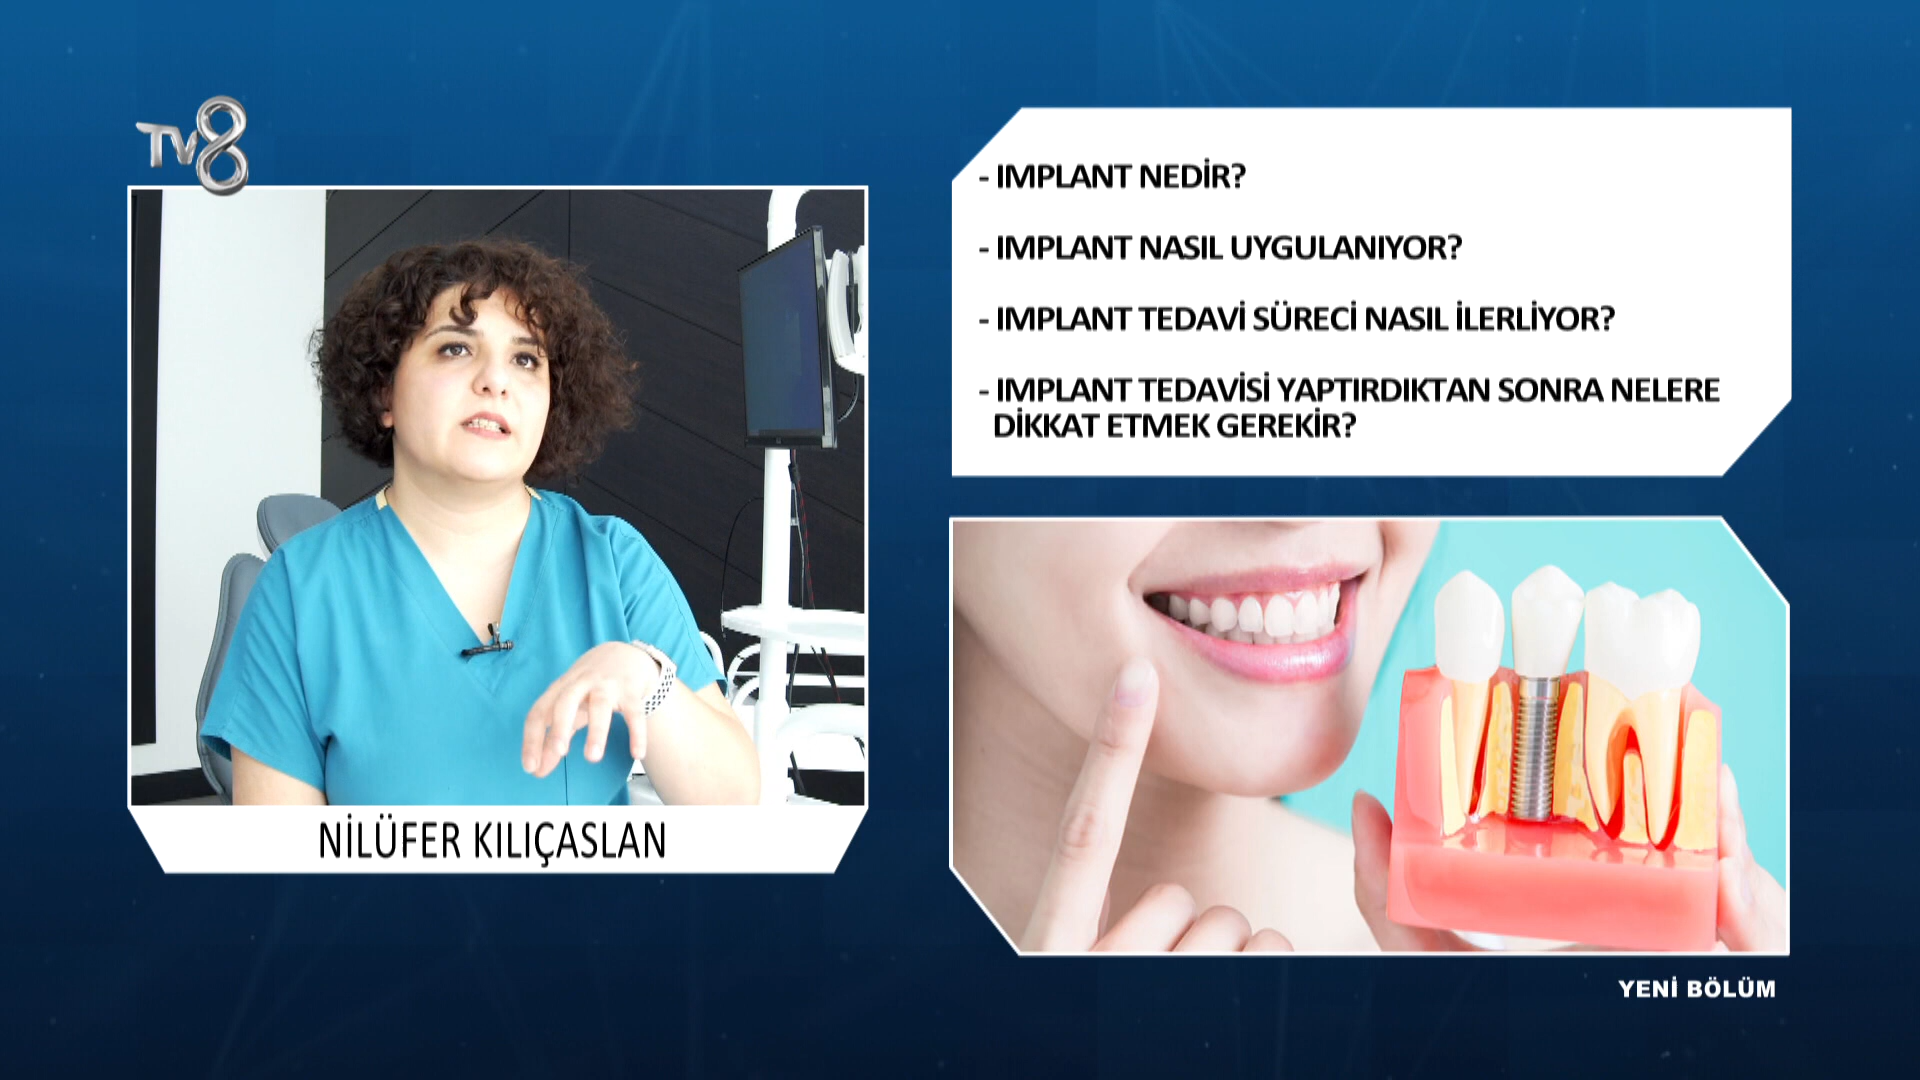 TV8
- IMPLANT NEDİR?
- IMPLANT NASIL UYGULANIYOR?
- IMPLANT TEDAVİ SÜRECİ NASIL İLERLİYOR?
- IMPLANT TEDAVİSİ YAPTIRDIKTAN SONRA NELERE
DİKKAT ETMEK GEREKİR?
NİLÜFER KILIÇASLAN
YENİ BÖLÜM